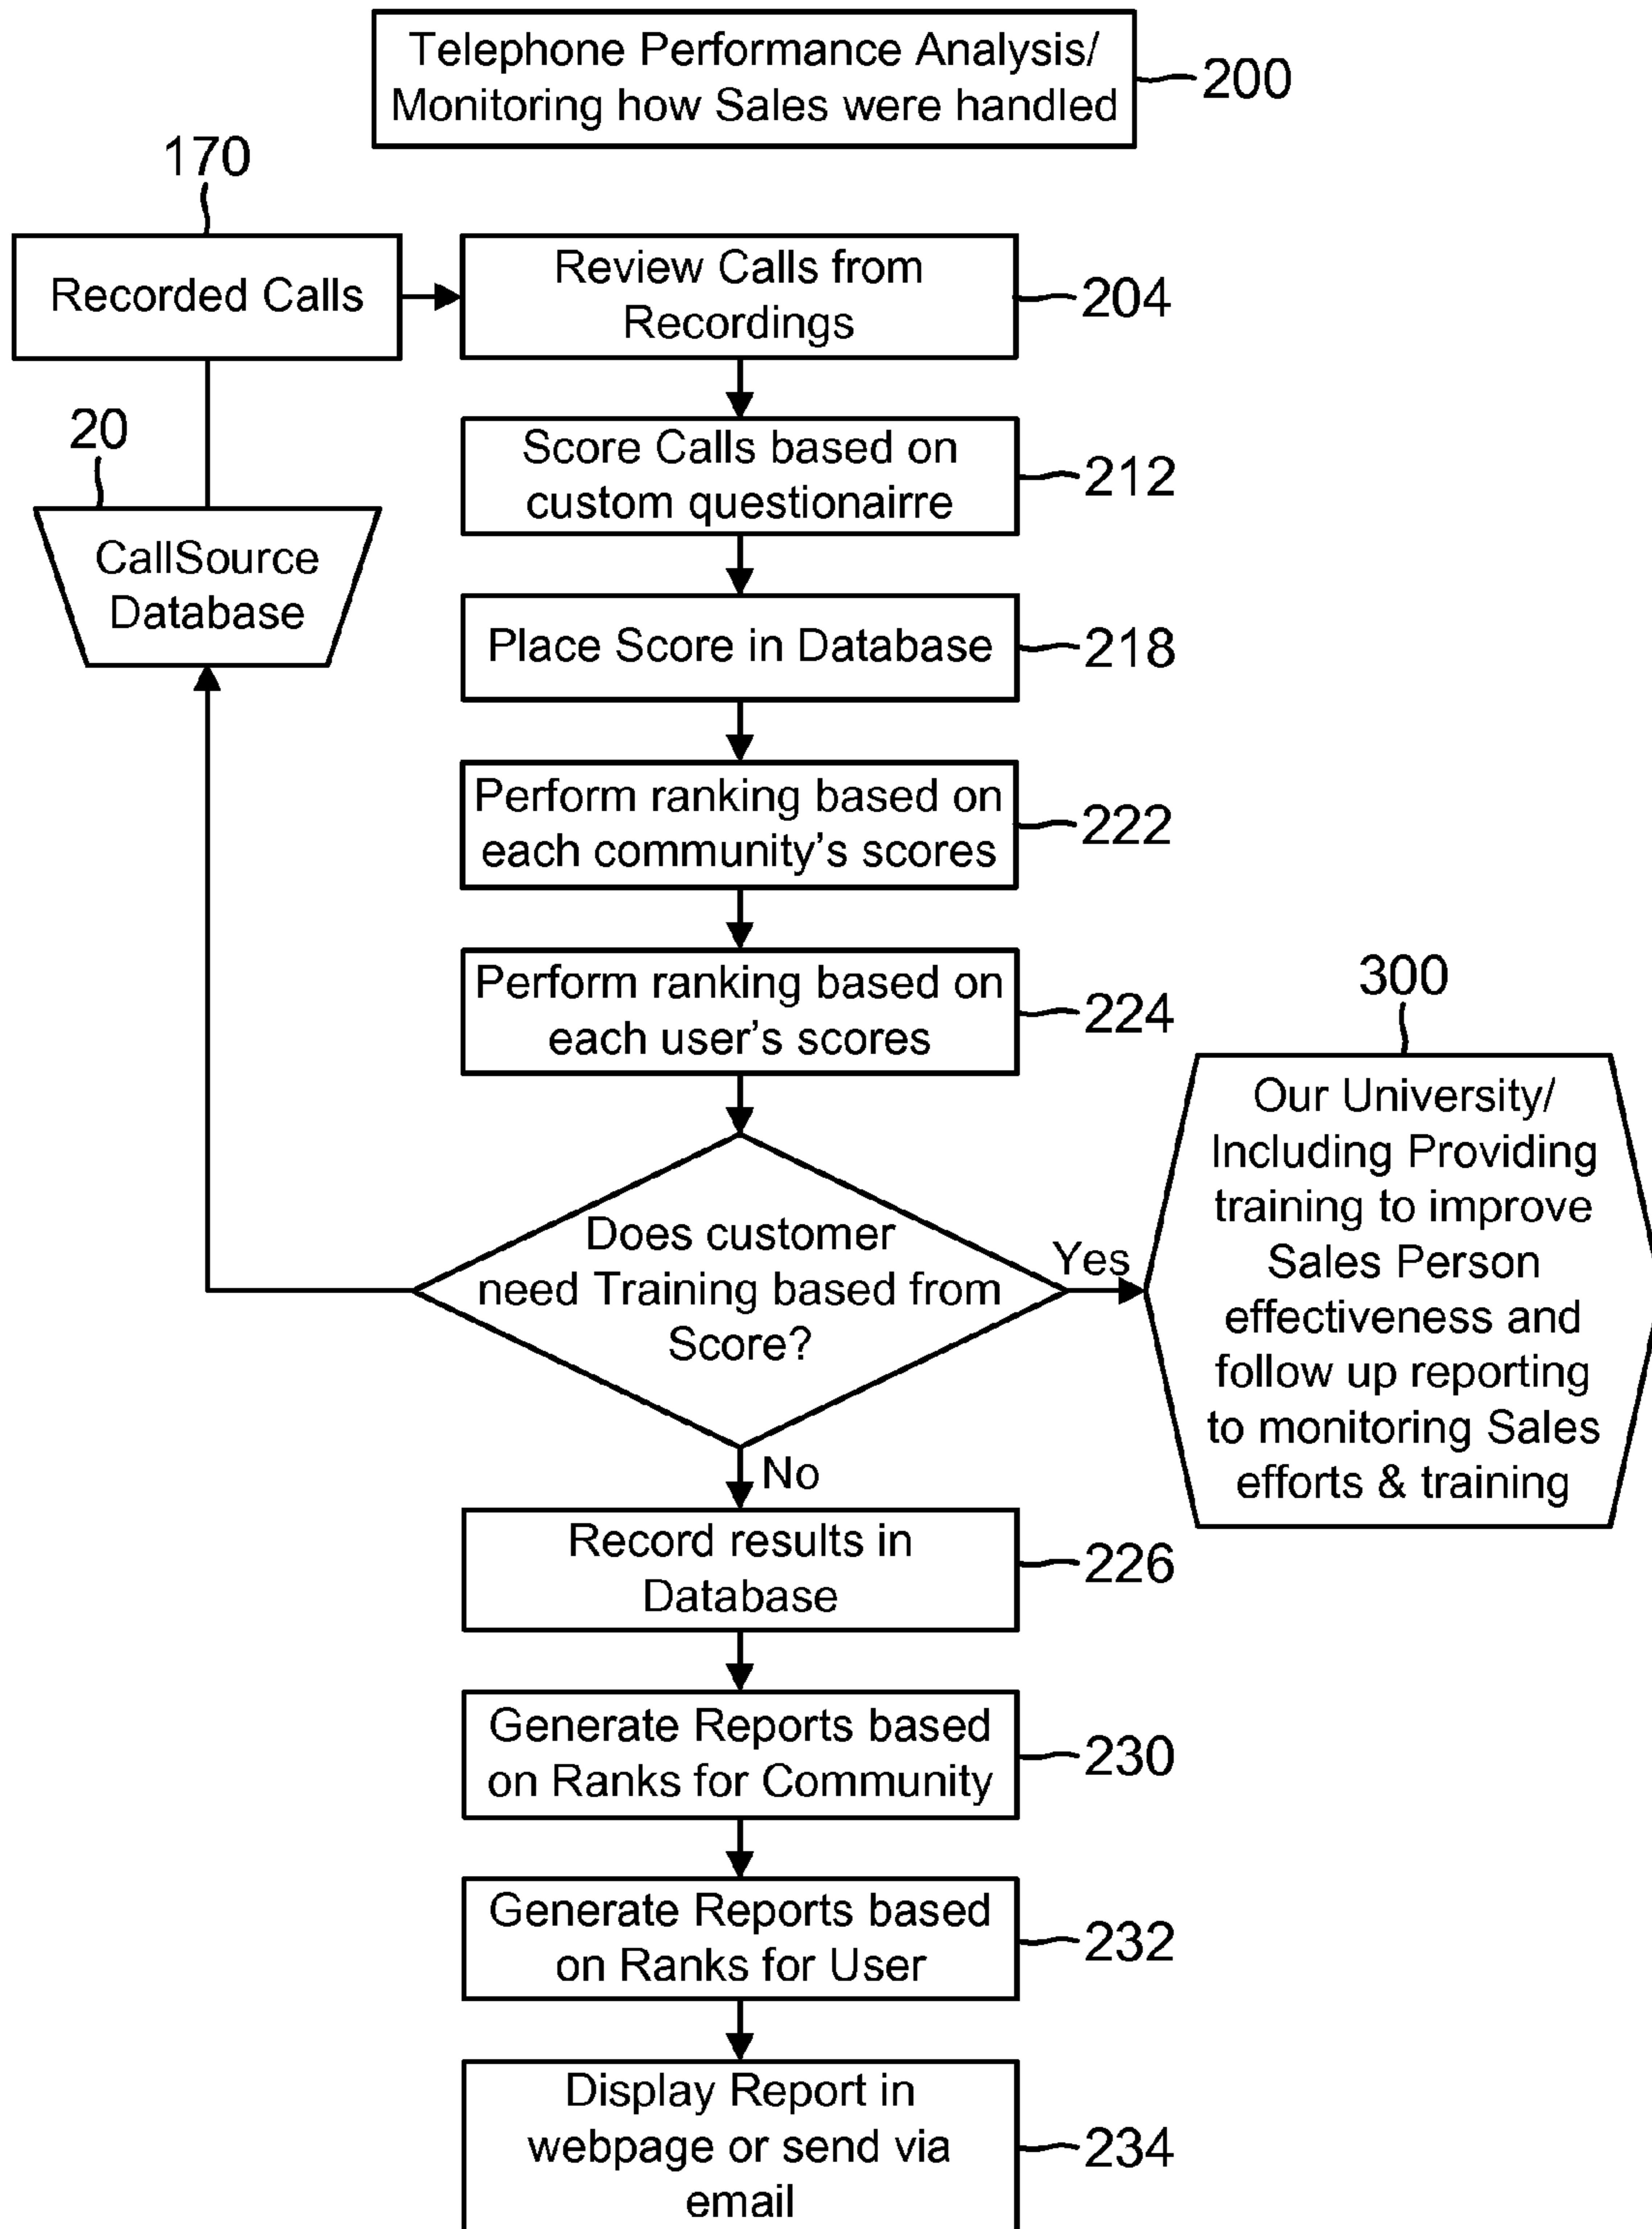 Telephone Performance Analysis/
Monitoring how Sales were handled
200
170
Recorded Calls
Review Calls from
Recordings
204
20
CallSource
Database
Score Calls based on
custom questionairre
212
Place Score in Database
218
Perform ranking based on
each community's scores
222
Perform ranking based on
each user's scores
224
300
Our University/
Including Providing
training to improve
Sales Person
effectiveness and
follow up reporting
to monitoring Sales
efforts & training
Does customer
need Training based from
Score?
Yes
No
Record results in
Database
226
Generate Reports based
on Ranks for Community
230
Generate Reports based
on Ranks for User
232
Display Report in
webpage or send via
email
234